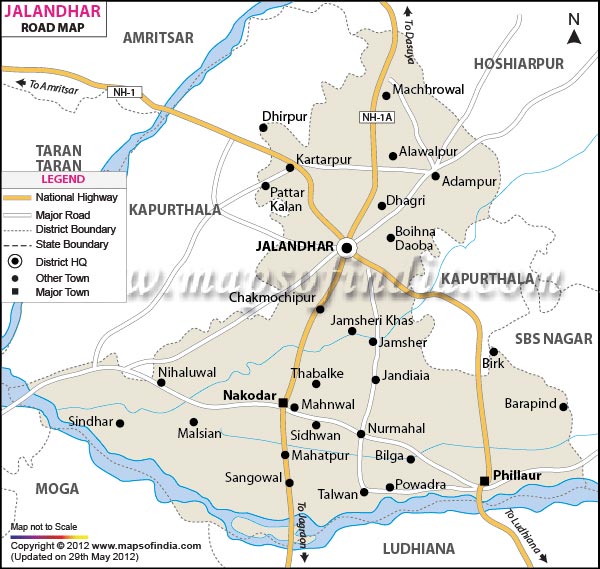 JALANDHAR
ROAD MAP
AMRITSAR
To Dasuya
N
HOSHIARPUR
To Amritsar
NH-1
Machhrowal
Dhirpur
NH-1A
TARAN
TARAN
Kartarpur
Alawalpur
Adampur
LEGEND
National Highway
Major Road
District Boundary
State Boundary
District HQ
Other Town
Major Town
Pattar
Kalan
KAPURTHALA
Dhagri
Boihna
Daoba
JALANDHAR
www.mapsofindia.com
KAPURTHALA
Chakmochipur
Jamsheri Khas
Jamsher
SBS NAGAR
Birk
Nihaluwal
Thabalke
Jandiaia
Nakodar
Mahnwal
Barapind
Sindhar
Malsian
Sidhwan
Nurmahal
Mahatpur
Bilga
Sangowal
Phillaur
MOGA
Talwan
Powadra
To Jagraon
To Ludhiana
LUDHIANA
Map not to Scale
Copyright © 2012 www.mapsofindia.com
(Updated on 29th May 2012)